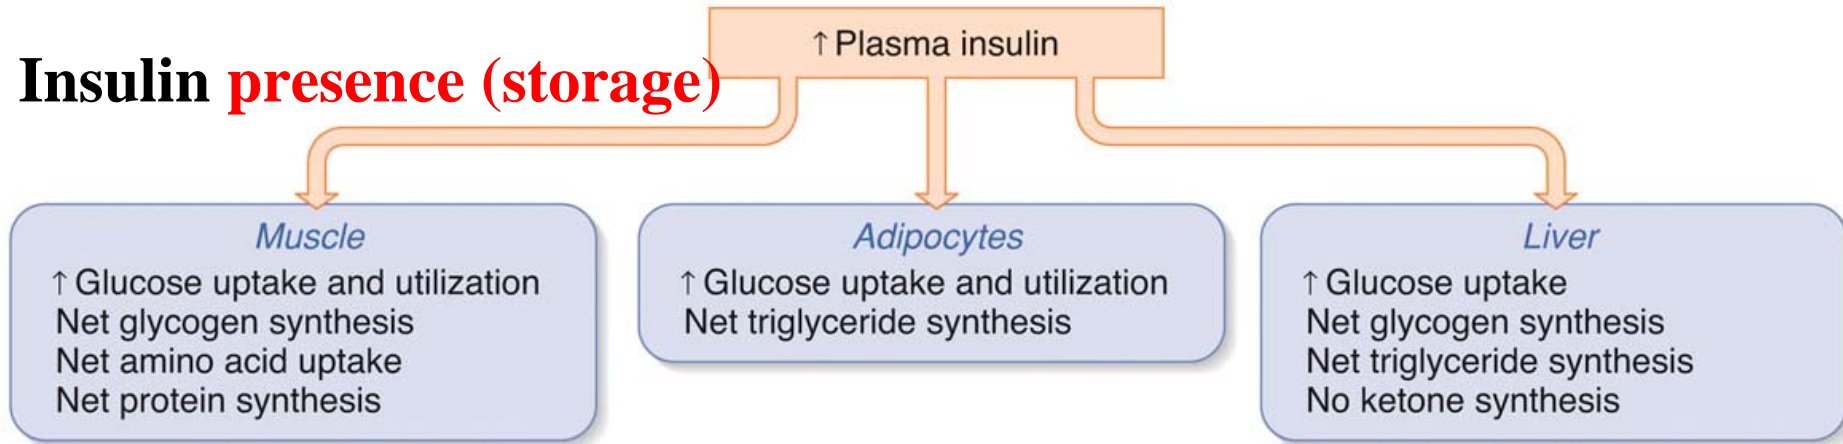 ↑ Plasma insulin
Insulin presence (storage)
Muscle
↑ Glucose uptake and utilization
Net glycogen synthesis
Net amino acid uptake
Net protein synthesis
Adipocytes
↑ Glucose uptake and utilization
Net triglyceride synthesis
Liver
↑ Glucose uptake
Net glycogen synthesis
Net triglyceride synthesis
No ketone synthesis